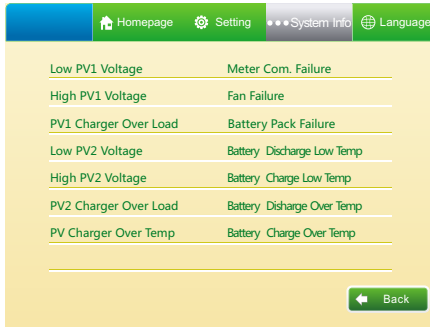 Homepage Setting System Info Language
Low PV1 Voltage Meter Com. Failure
High PV1 Voltage Fan Failure
PV1 Charger Over Load Battery Pack Failure
Low PV2 Voltage Battery Discharge Low Temp
High PV2 Voltage Battery Charge Low Temp
PV2 Charger Over Load Battery Disharge Over Temp
PV Charger Over Temp Battery Charge Over Temp
Back